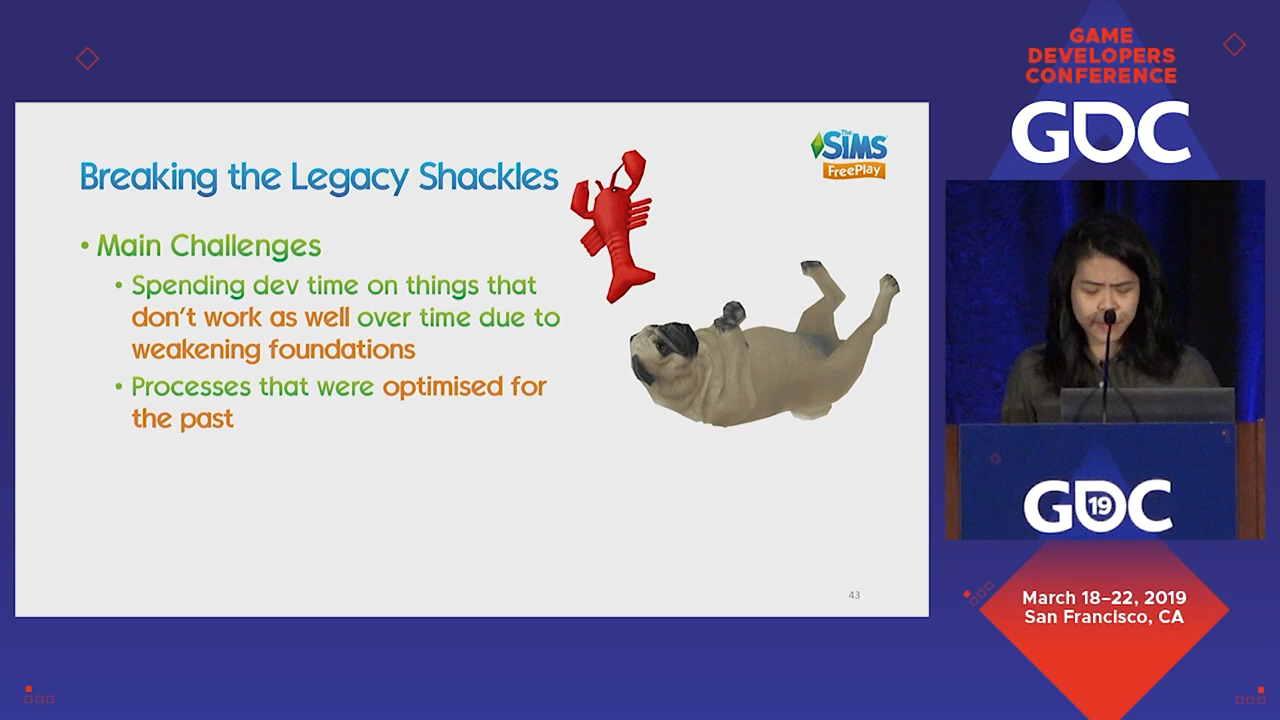 GAME
DEVELOPERS
CONFERENCE
GDC
Breaking the Legacy Shackles
The
SiMS
FreePlay
• Main Challenges
• Spending dev time on things that
don't work as well over time due to
weakening foundations
• Processes that were optimised for
the past
43
GDC
19
March 18–22, 2019
San Francisco, CA